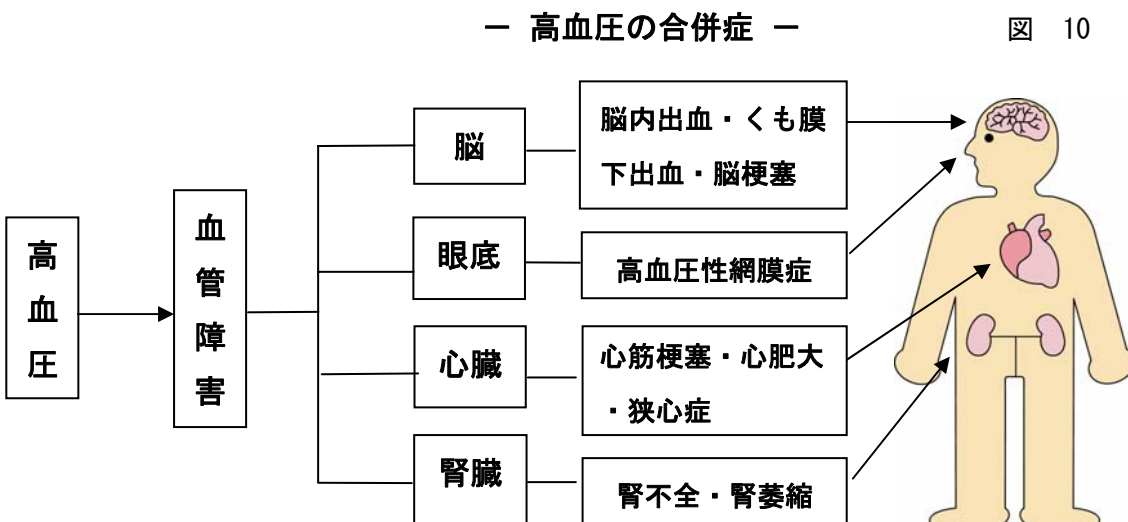 ― 高血圧の合併症 ―
図 10
高血圧
血管障害
脳
脳内出血・くも膜
下出血・脳梗塞
眼底
高血圧性網膜症
心臓
心筋梗塞・心肥大
・狭心症
腎臓
腎不全・腎萎縮